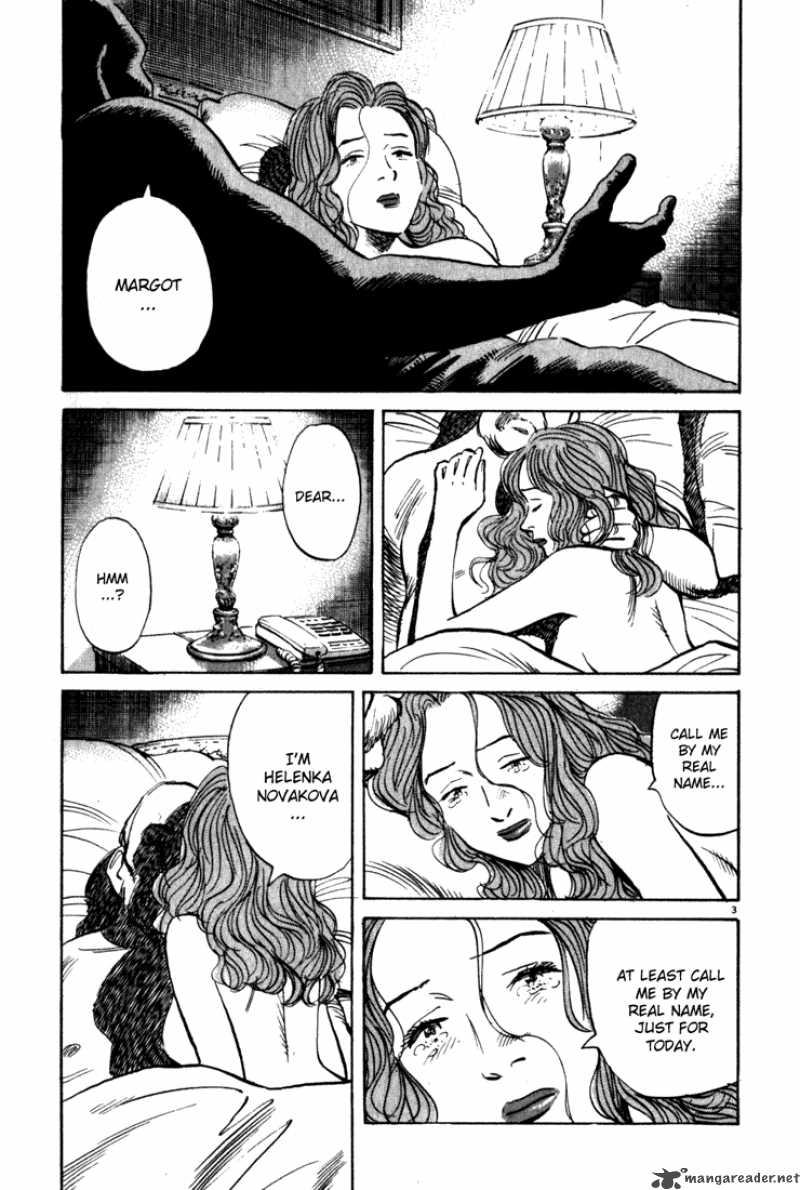 MARGOT
...
DEAR...
HMM
...?
CALL ME
BY MY
REAL
NAME...
3
AT LEAST CALL
ME BY MY
REAL NAME,
JUST FOR
TODAY.
I'M
HELENKA
NOVAKOVA
...
mangareader.net